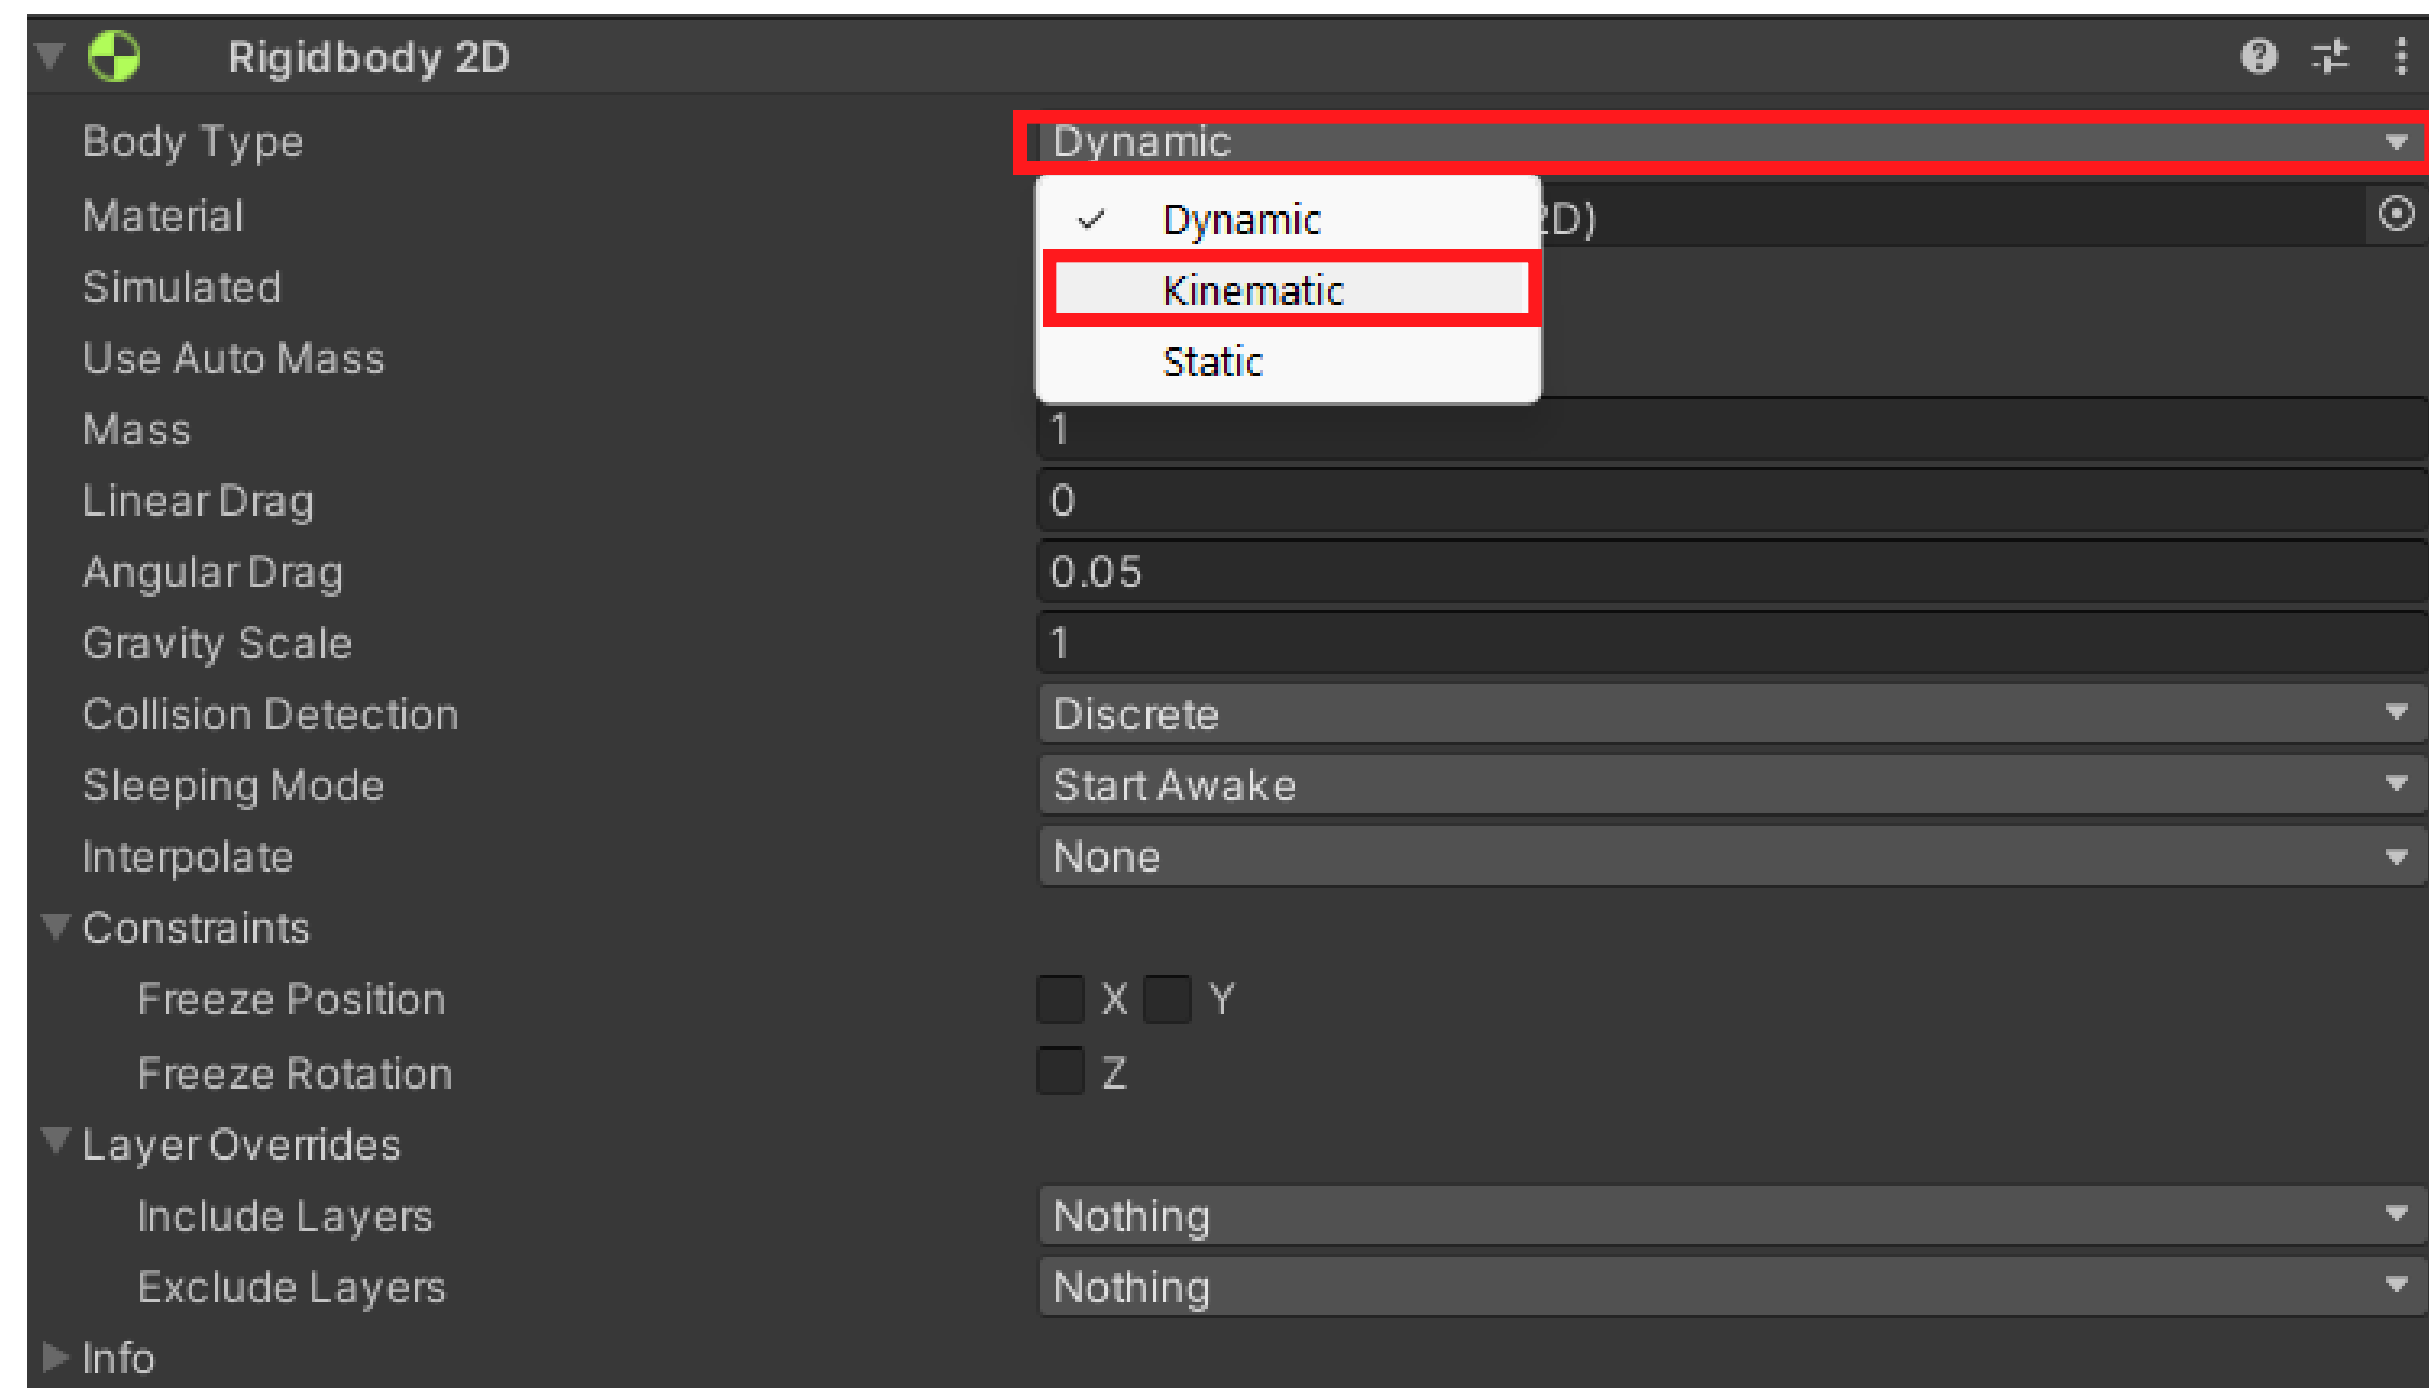 Rigidbody 2D
Body Type Dynamic
Material 2D)
Dynamic
Simulated
Kinematic
Use Auto Mass
Static
Mass 1
Linear Drag 0
Angular Drag 0.05
Gravity Scale 1
Collision Detection Discrete
Sleeping Mode Start Awake
Interpolate None
Constraints
Freeze Position X Y
Freeze Rotation Z
Layer Overrides
Include Layers Nothing
Exclude Layers Nothing
Info